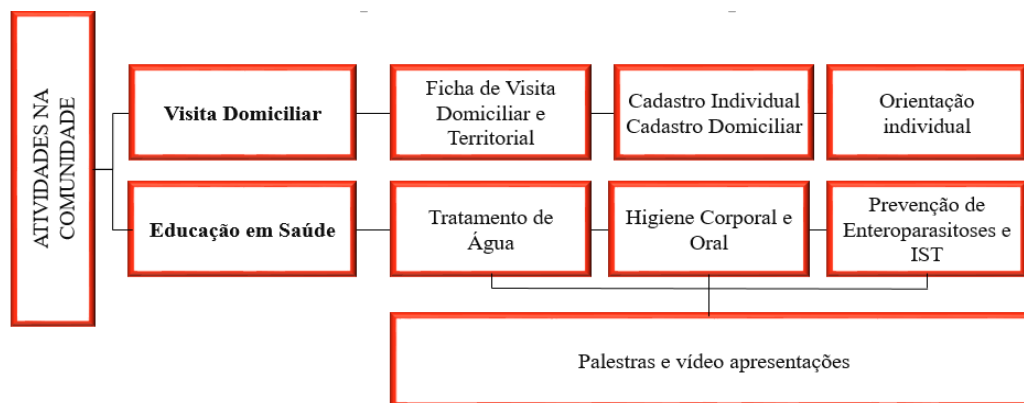 ATIVIDADES NA
COMUNIDADE
Visita Domiciliar
Ficha de Visita
Domiciliar e
Territorial
Cadastro Individual
Cadastro Domiciliar
Orientação
individual
Educação em Saúde
Tratamento de
Água
Higiene Corporal e
Oral
Prevenção de
Enteroparasitoses e
IST
Palestras e vídeo apresentações